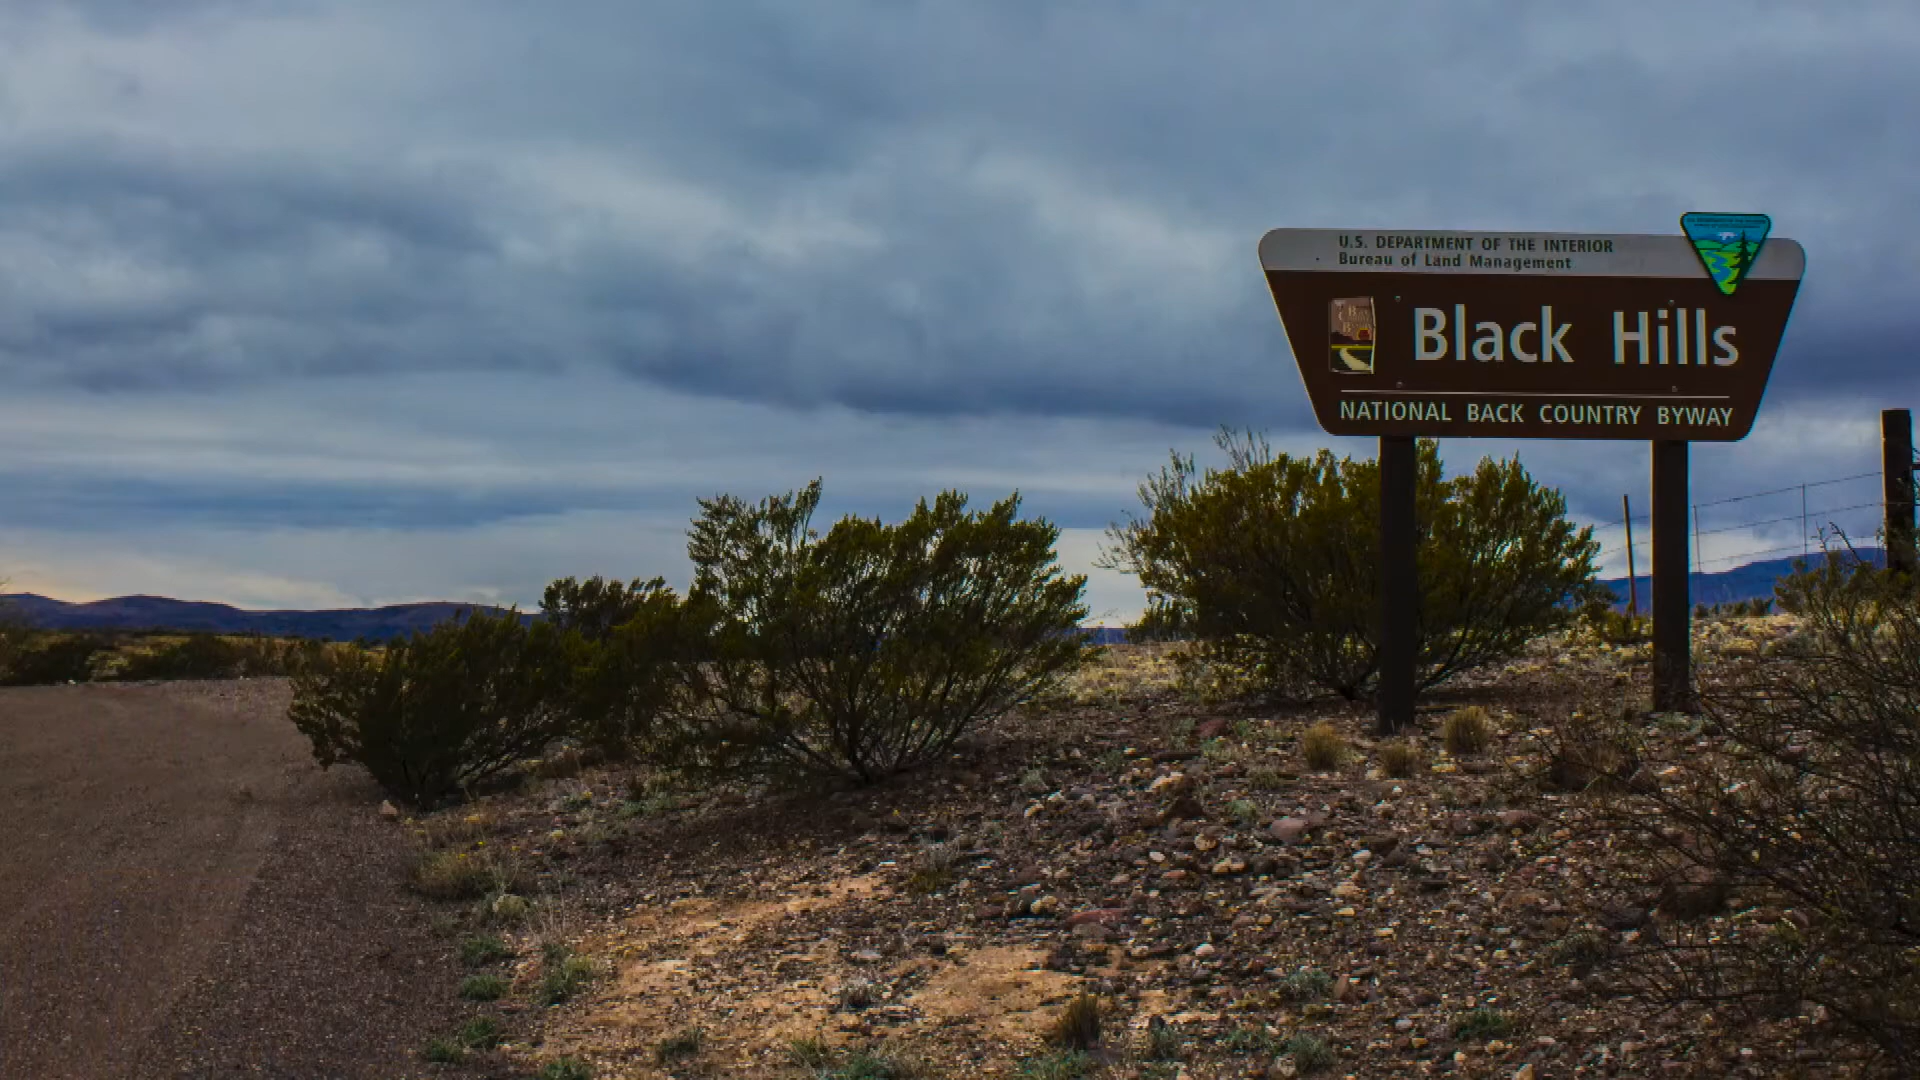 U.S. DEPARTMENT OF THE INTERIOR
Bureau of Land Management
Black Hills
NATIONAL BACK COUNTRY BYWAY